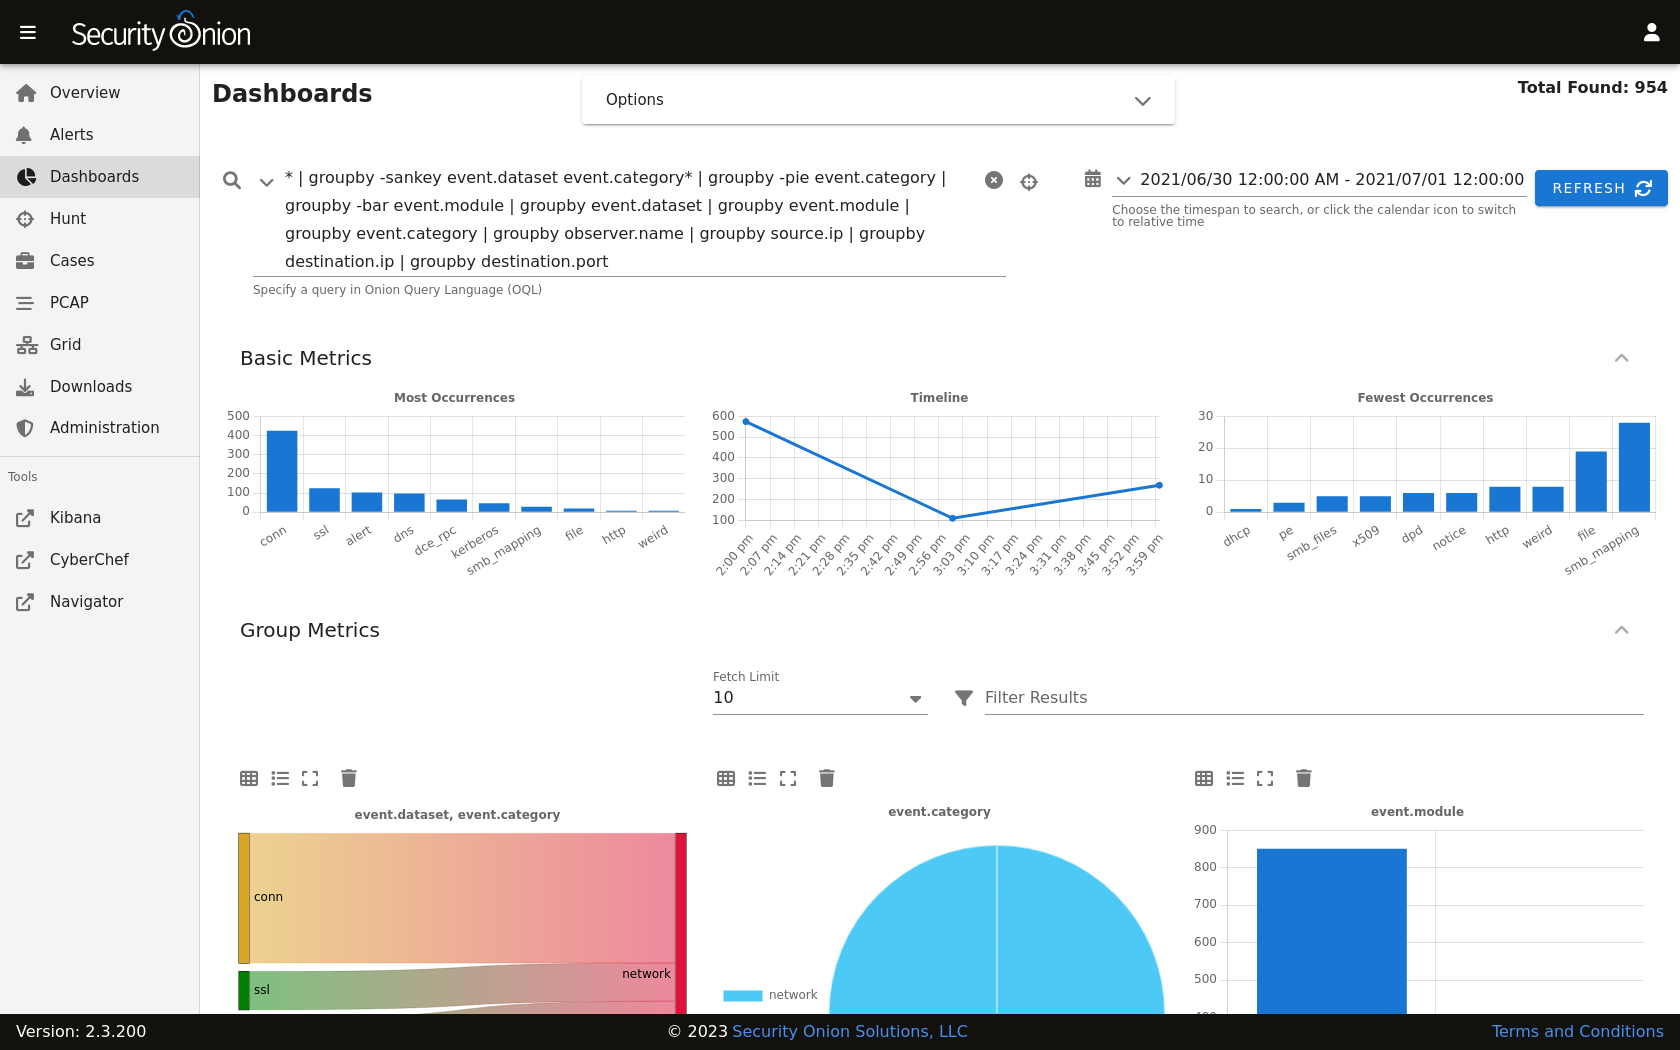 Security Onion
Overview
Alerts
Dashboards
Hunt
Cases
PCAP
Grid
Downloads
Administration
Tools
Kibana
CyberChef
Navigator
Dashboards
Options
Total Found: 954
* | groupby -sankey event.dataset event.category* | groupby -pie event.category |
groupby -bar event.module | groupby event.dataset | groupby event.module |
groupby event.category | groupby observer.name | groupby source.ip | groupby
destination.ip | groupby destination.port
Specify a query in Onion Query Language (OQL)
2021/06/30 12:00:00 AM - 2021/07/01 12:00:00
Choose the timespan to search, or click the calendar icon to switch
to relative time
REFRESH
Basic Metrics
Most Occurrences
500
400
300
200
100
0
conn
ssl
alert
dns
dce_rpc
kerberos
smb_mapping
file
http
weird
Timeline
600
500
400
300
200
100
2:00 pm
2:07 pm
2:14 pm
2:21 pm
2:28 pm
2:35 pm
2:42 pm
2:49 pm
2:56 pm
3:03 pm
3:10 pm
3:17 pm
3:24 pm
3:31 pm
3:38 pm
3:45 pm
3:52 pm
3:59 pm
Fewest Occurrences
30
20
10
0
dhcp
pe
smb_files
x509
dpd
notice
http
weird
file
smb_mapping
Group Metrics
Fetch Limit
10
Filter Results
event.dataset, event.category
conn
network
ssl
event.category
network
event.module
900
800
700
600
500
Version: 2.3.200
© 2023 Security Onion Solutions, LLC
Terms and Conditions